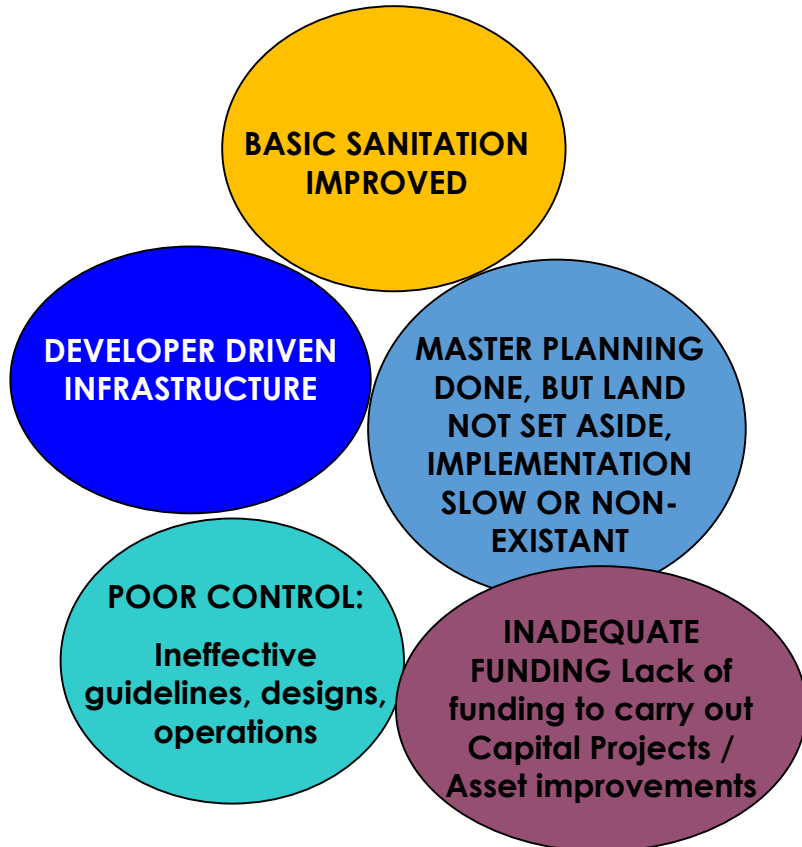 BASIC SANITATION
IMPROVED
DEVELOPER DRIVEN
INFRASTRUCTURE
MASTER PLANNING
DONE, BUT LAND
NOT SET ASIDE,
IMPLEMENTATION
SLOW OR NON-
EXISTANT
POOR CONTROL:
Ineffective
guidelines, designs,
operations
INADEQUATE
FUNDING Lack of
funding to carry out
Capital Projects /
Asset improvements